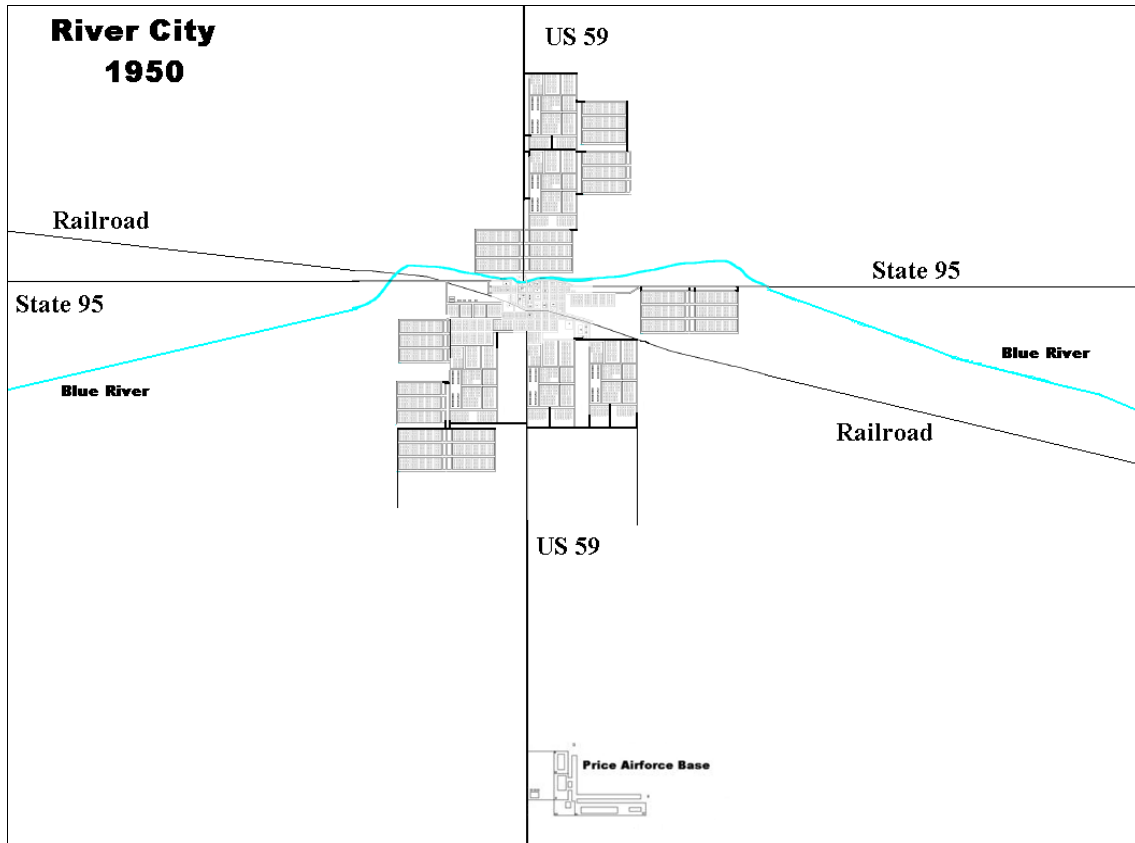 River City
1950
US 59
Railroad
State 95
State 95
Blue River
Blue River
Railroad
US 59
Price Airforce Base